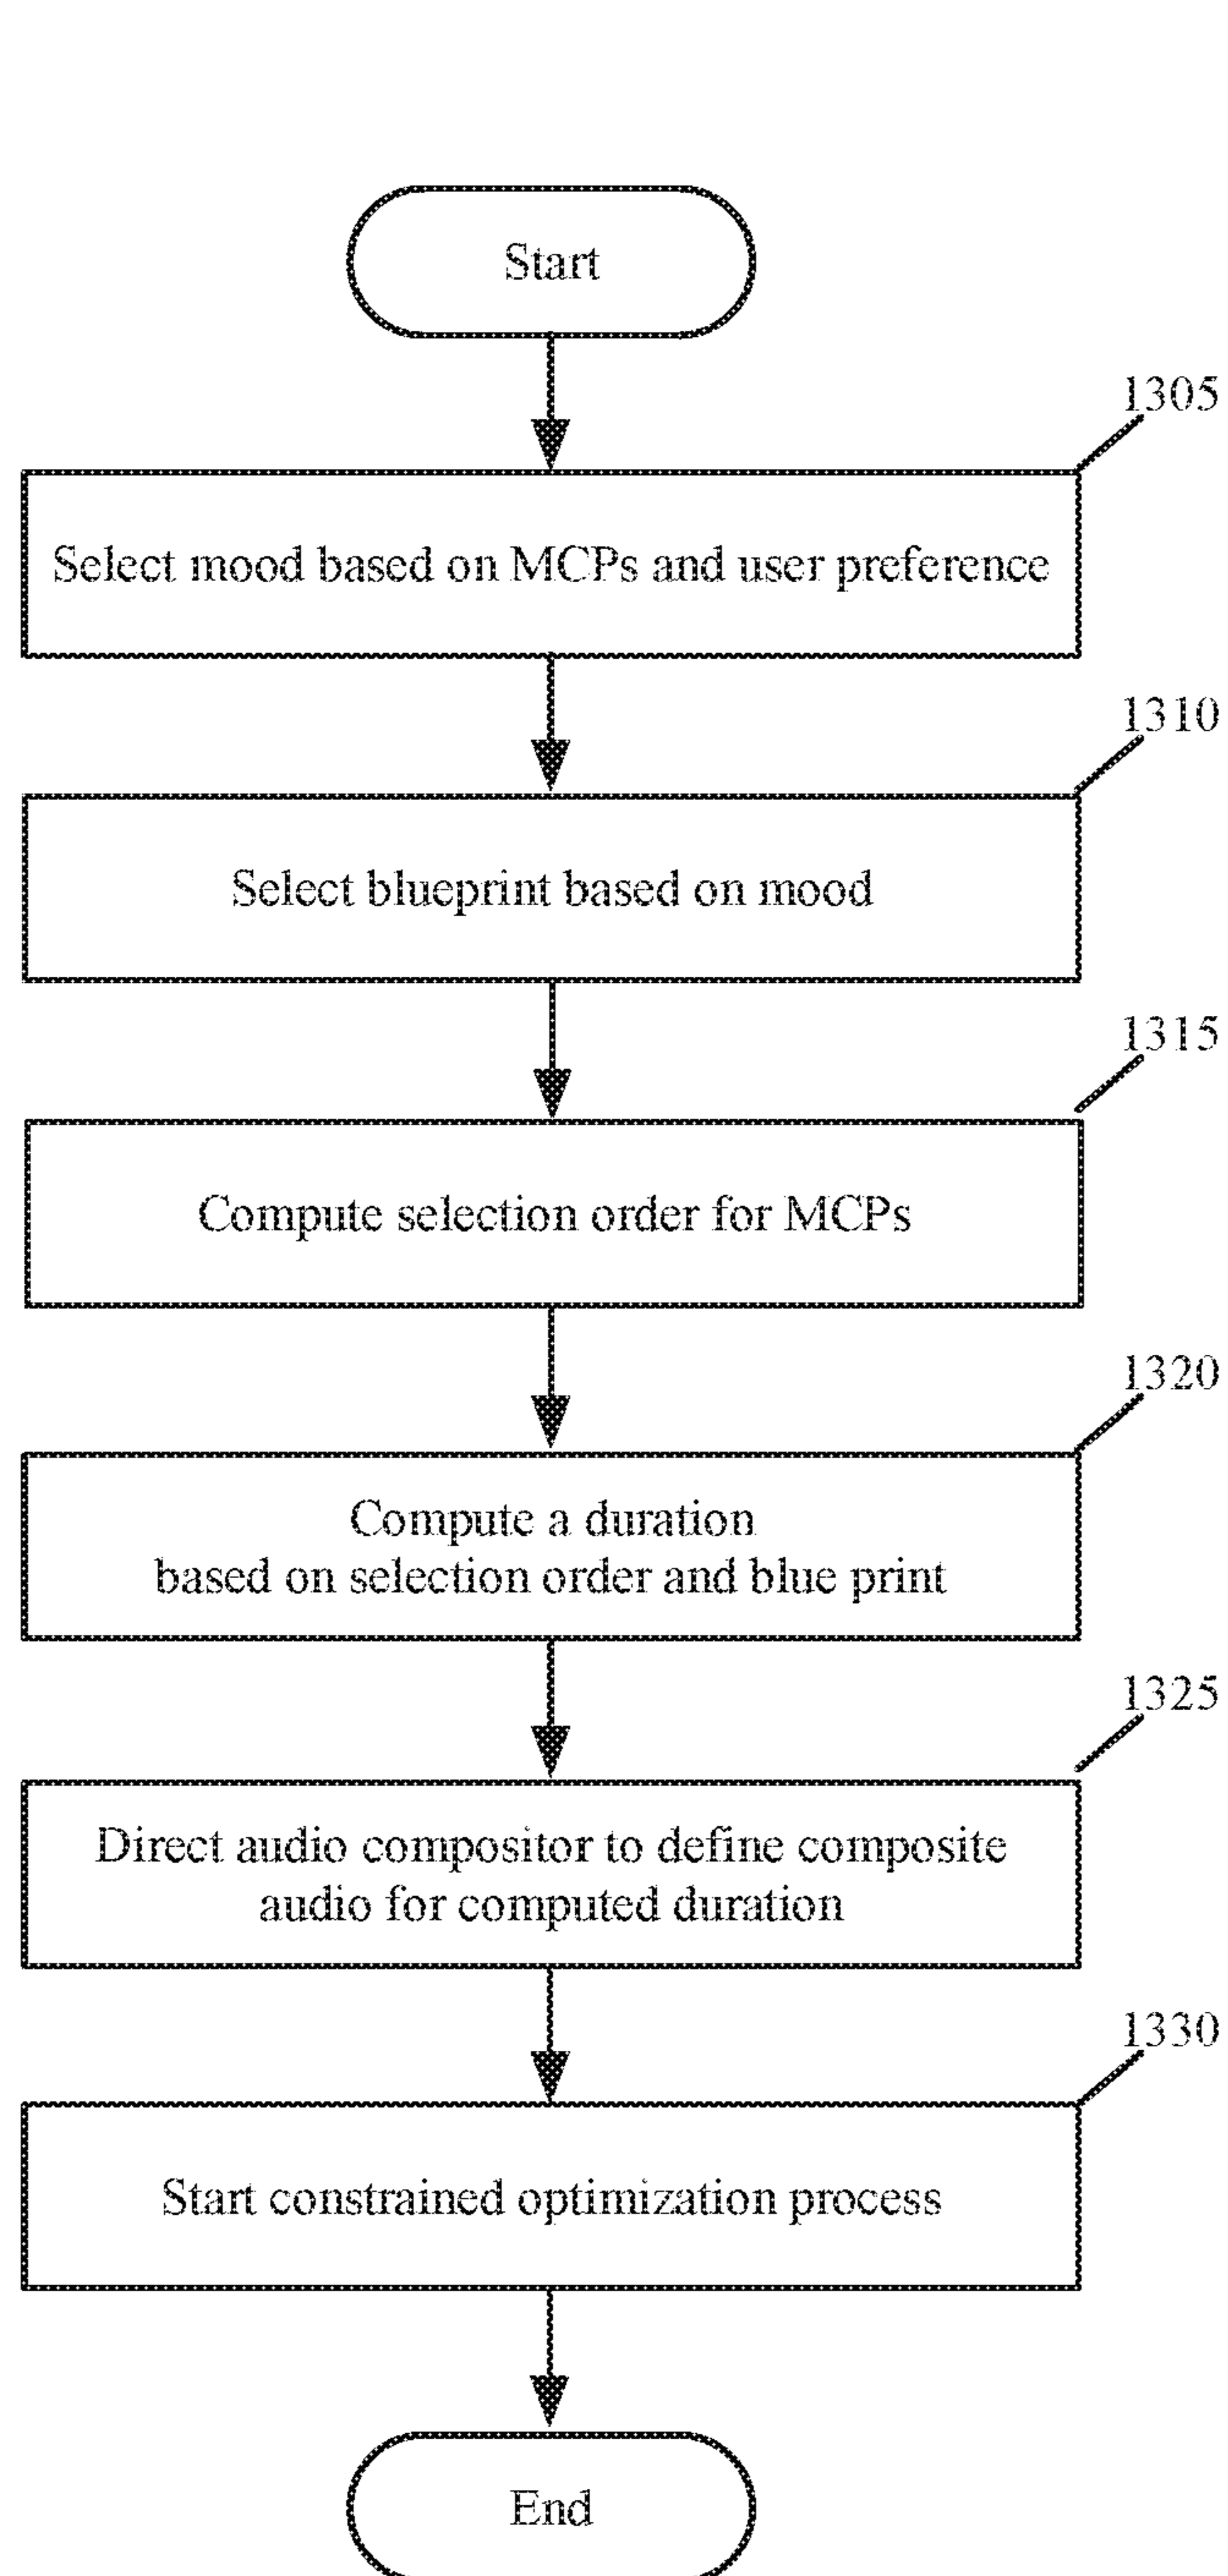 Start
1305
Select mood based on MCPs and user preference
1310
Select blueprint based on mood
1315
Compute selection order for MCPs
1320
Compute a duration
based on selection order and blue print
1325
Direct audio compositor to define composite
audio for computed duration
1330
Start constrained optimization process
End